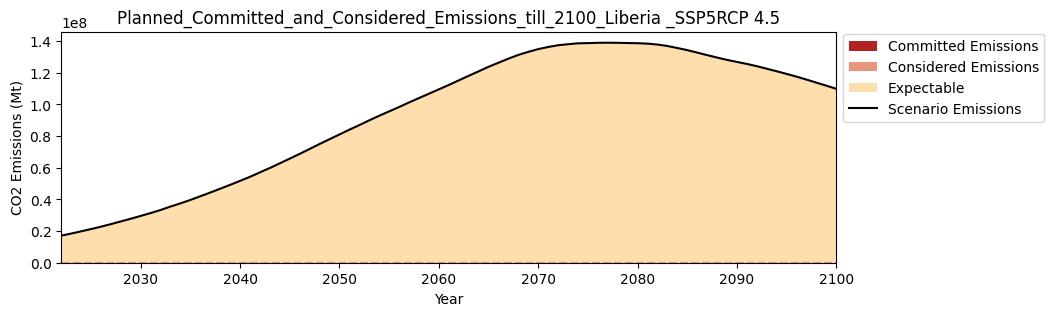 Planned_Committed_and_Considered_Emissions_till_2100_Liberia _SSP5RCP 4.5
1e8
1.4
1.2
1.0
0.8
0.6
0.4
0.2
0.0
CO2 Emissions (Mt)
2030 2040 2050 2060 2070 2080 2090 2100
Year
Committed Emissions
Considered Emissions
Expectable
Scenario Emissions